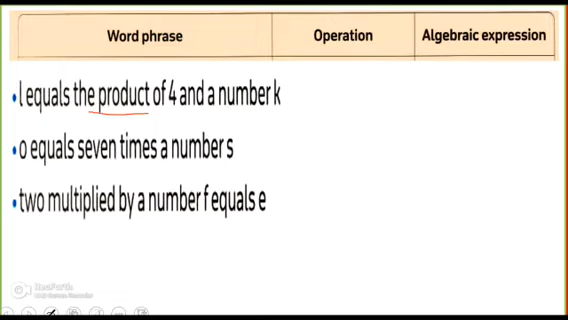 Word phrase Operation Algebraic expression
• l equals the product of 4 and a number k
• o equals seven times a number s
• two multiplied by a number f equals e